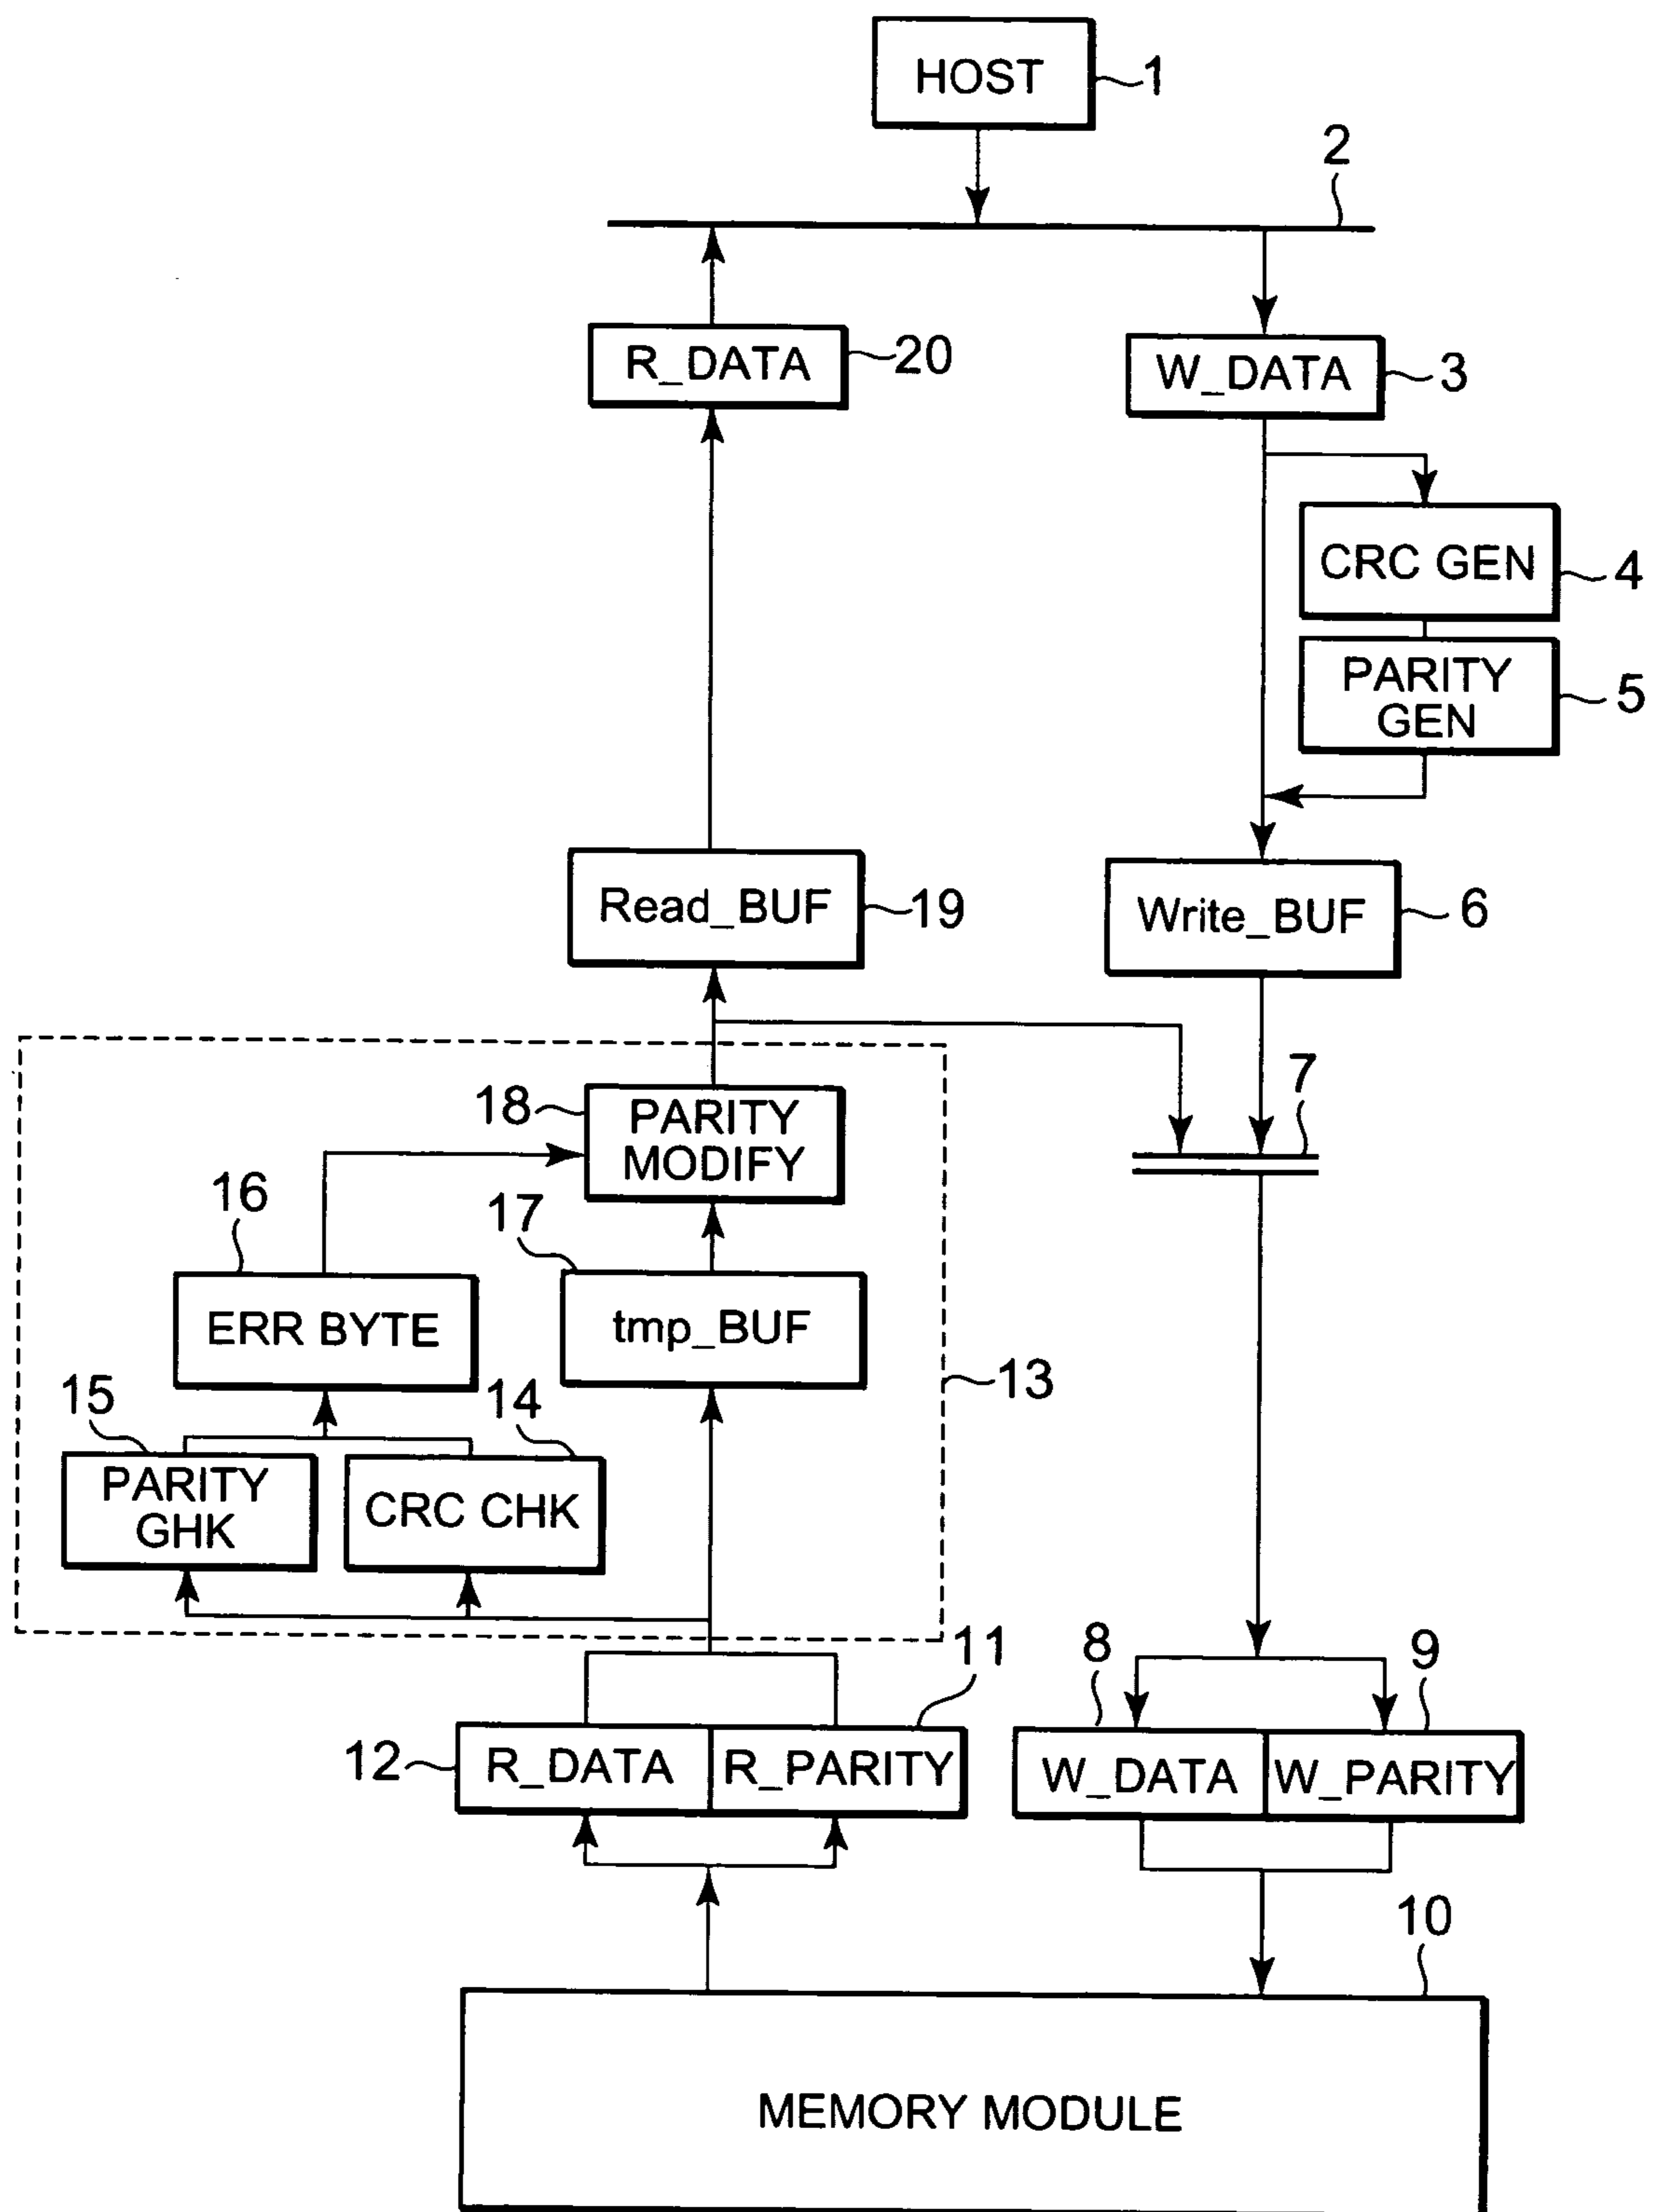 HOST
1
2
R_DATA
20
W_DATA
3
CRC GEN
4
PARITY
GEN
5
Read_BUF
19
Write_BUF
6
7
18
PARITY
MODIFY
16
17
ERR BYTE
tmp_BUF
13
15
14
PARITY
GHK
CRC CHK
11
8
9
12
R_DATA
R_PARITY
W_DATA
W_PARITY
10
MEMORY MODULE